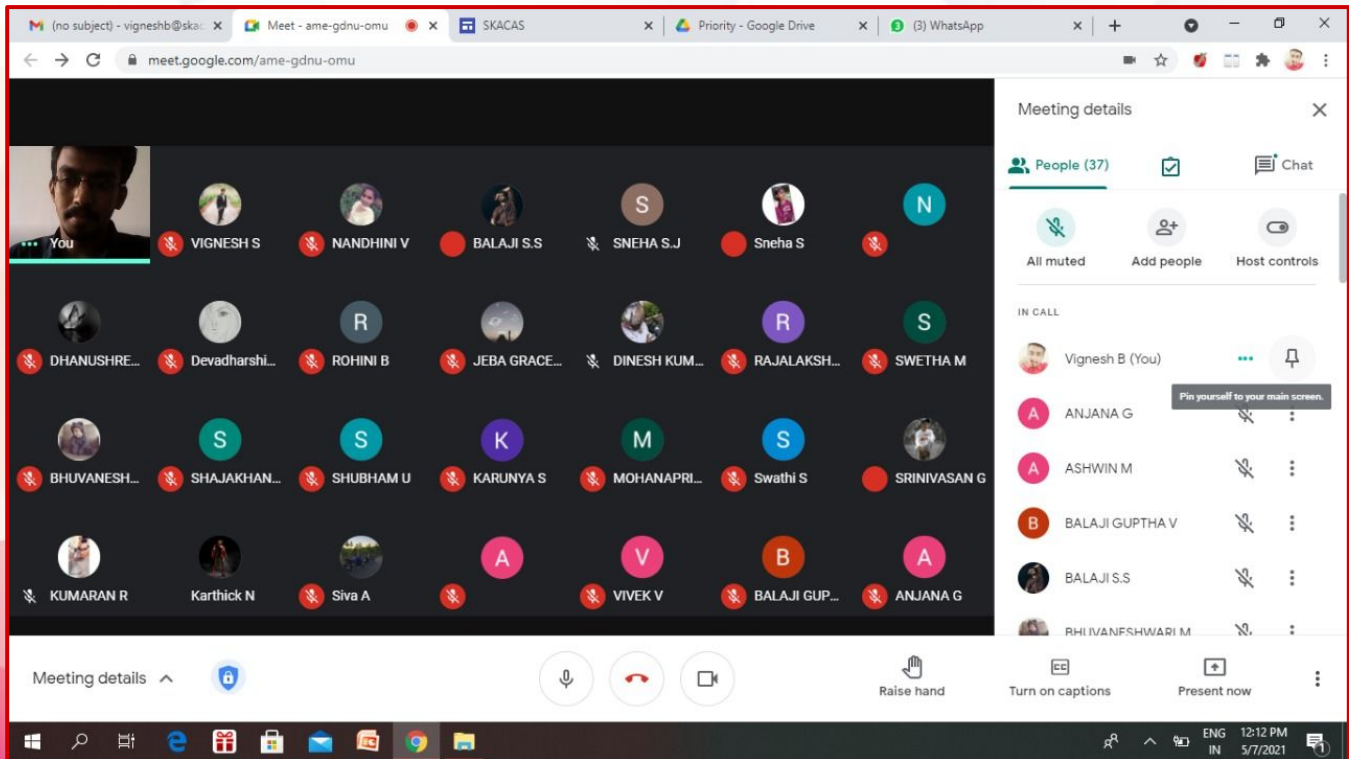 (no subject) - vigneshb@skac
Meet - ame-gdnu-omu
SKACAS
Priority - Google Drive
3
(3) WhatsApp
meet.google.com/ame-gdnu-omu
You
VIGNESH S
NANDHINI V
BALAJI S.S
S
SNEHA S.J
Sneha S
N
DHANUSHRE...
Devadharshi...
R
ROHINI B
JEBA GRACE...
DINESH KUM...
R
RAJALAKSH...
S
SWETHA M
BHUVANESH...
S
SHAJAKHAN...
S
SHUBHAM U
K
KARUNYA S
M
MOHANAPRI...
S
Swathi S
SRINIVASAN G
KUMARAN R
Karthick N
Siva A
A
V
VIVEK V
B
BALAJI GUP...
A
ANJANA G
Meeting details
People (37)
Chat
All muted
Add people
Host controls
IN CALL
Vignesh B (You)
Pin yourself to your main screen.
A
ANJANA G
A
ASHWIN M
B
BALAJI GUPTHA V
BALAJI S.S
BHUVANESHWARI M
Meeting details
Raise hand
CC
Turn on captions
Present now
ENG
IN
12:12 PM
5/7/2021
1